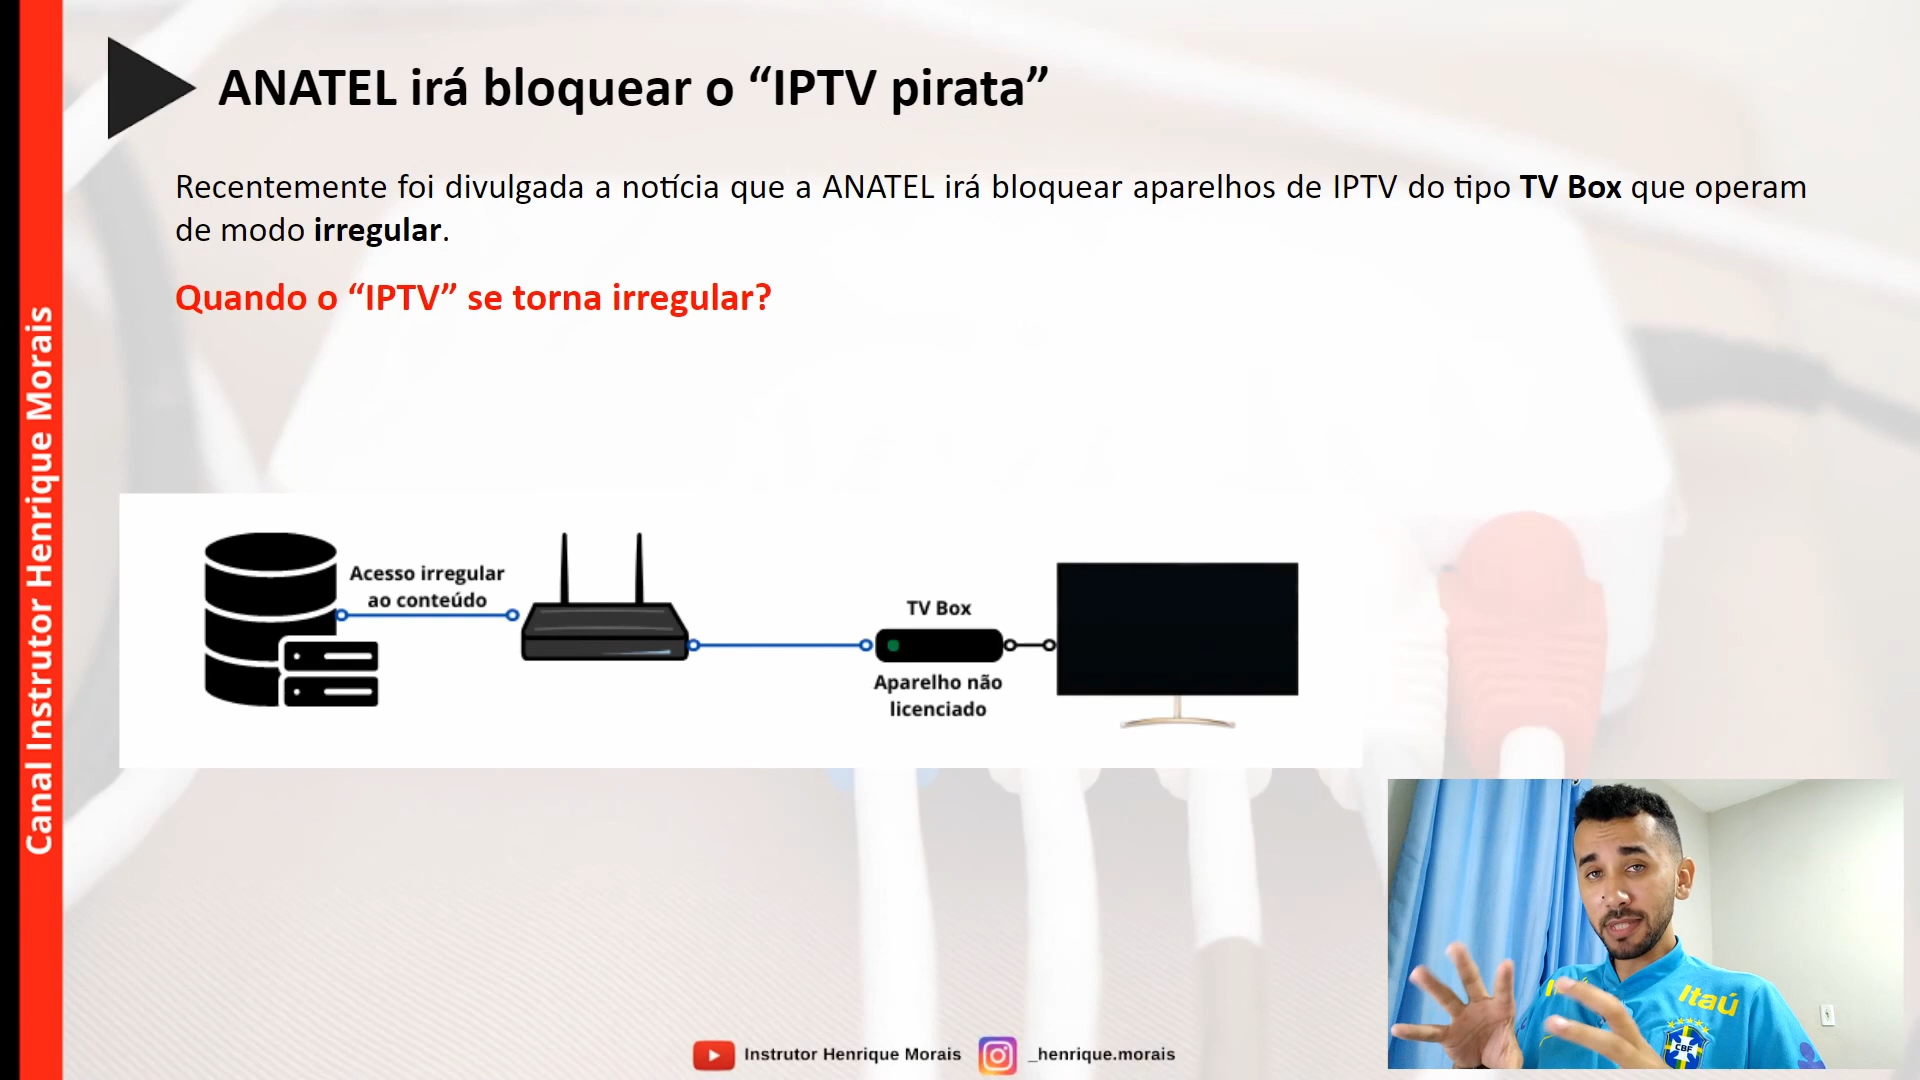 ANATEL irá bloquear o “IPTV pirata”
Recentemente foi divulgada a notícia que a ANATEL irá bloquear aparelhos de IPTV do tipo TV Box que operam
de modo irregular.
Quando o “IPTV” se torna irregular?
Canal Instrutor Henrique Morais
Acesso irregular
ao conteúdo
TV Box
Aparelho não
licenciado
Itaú
CBF
Instrutor Henrique Morais
_henrique.morais